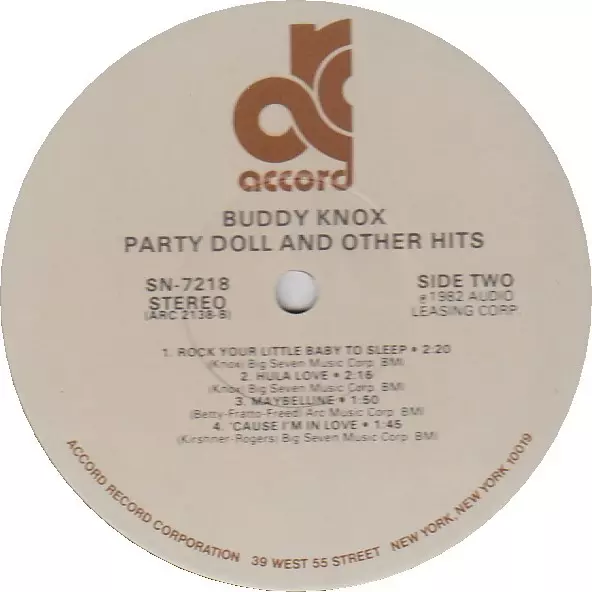 accord
BUDDY KNOX
PARTY DOLL AND OTHER HITS
SN-7218
STEREO
(ARC 2138-B)
SIDE TWO
℗1982 AUDIO
LEASING CORP.
1. ROCK YOUR LITTLE BABY TO SLEEP • 2:20
(Knox) Big Seven Music Corp. BMI
2. HULA LOVE • 2:16
(Knox) Big Seven Music Corp. BMI
3. MAYBELLINE • 1:50
(Betty-Fratto-Freed) Arc Music Corp. BMI
4. 'CAUSE I'M IN LOVE • 1:45
(Kirshner-Rogers) Big Seven Music Corp. BMI
ACCORD RECORD CORPORATION 39 WEST 55 STREET NEW YORK, NEW YORK 10019